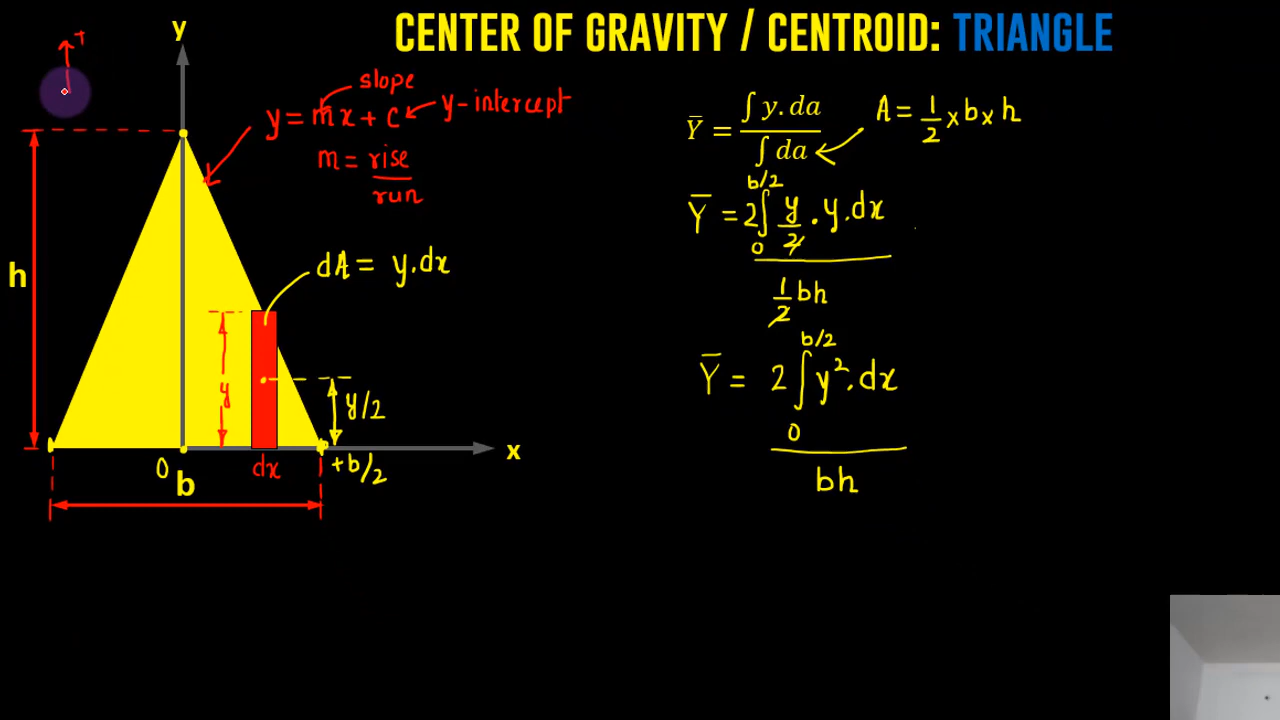 CENTER OF GRAVITY / CENTROID: TRIANGLE
y
+
slope
y = mx + c
y-intercept
m = rise/run
h
dA = y.dx
y
y/2
0
b
dx
+b/2
x
Ȳ = ∫ y.da / ∫ da
A = 1/2 x b x h
Ȳ = 2 ∫₀^(b/2) y/2 . y.dx / 1/2 bh
Ȳ = 2 ∫₀^(b/2) y².dx / bh